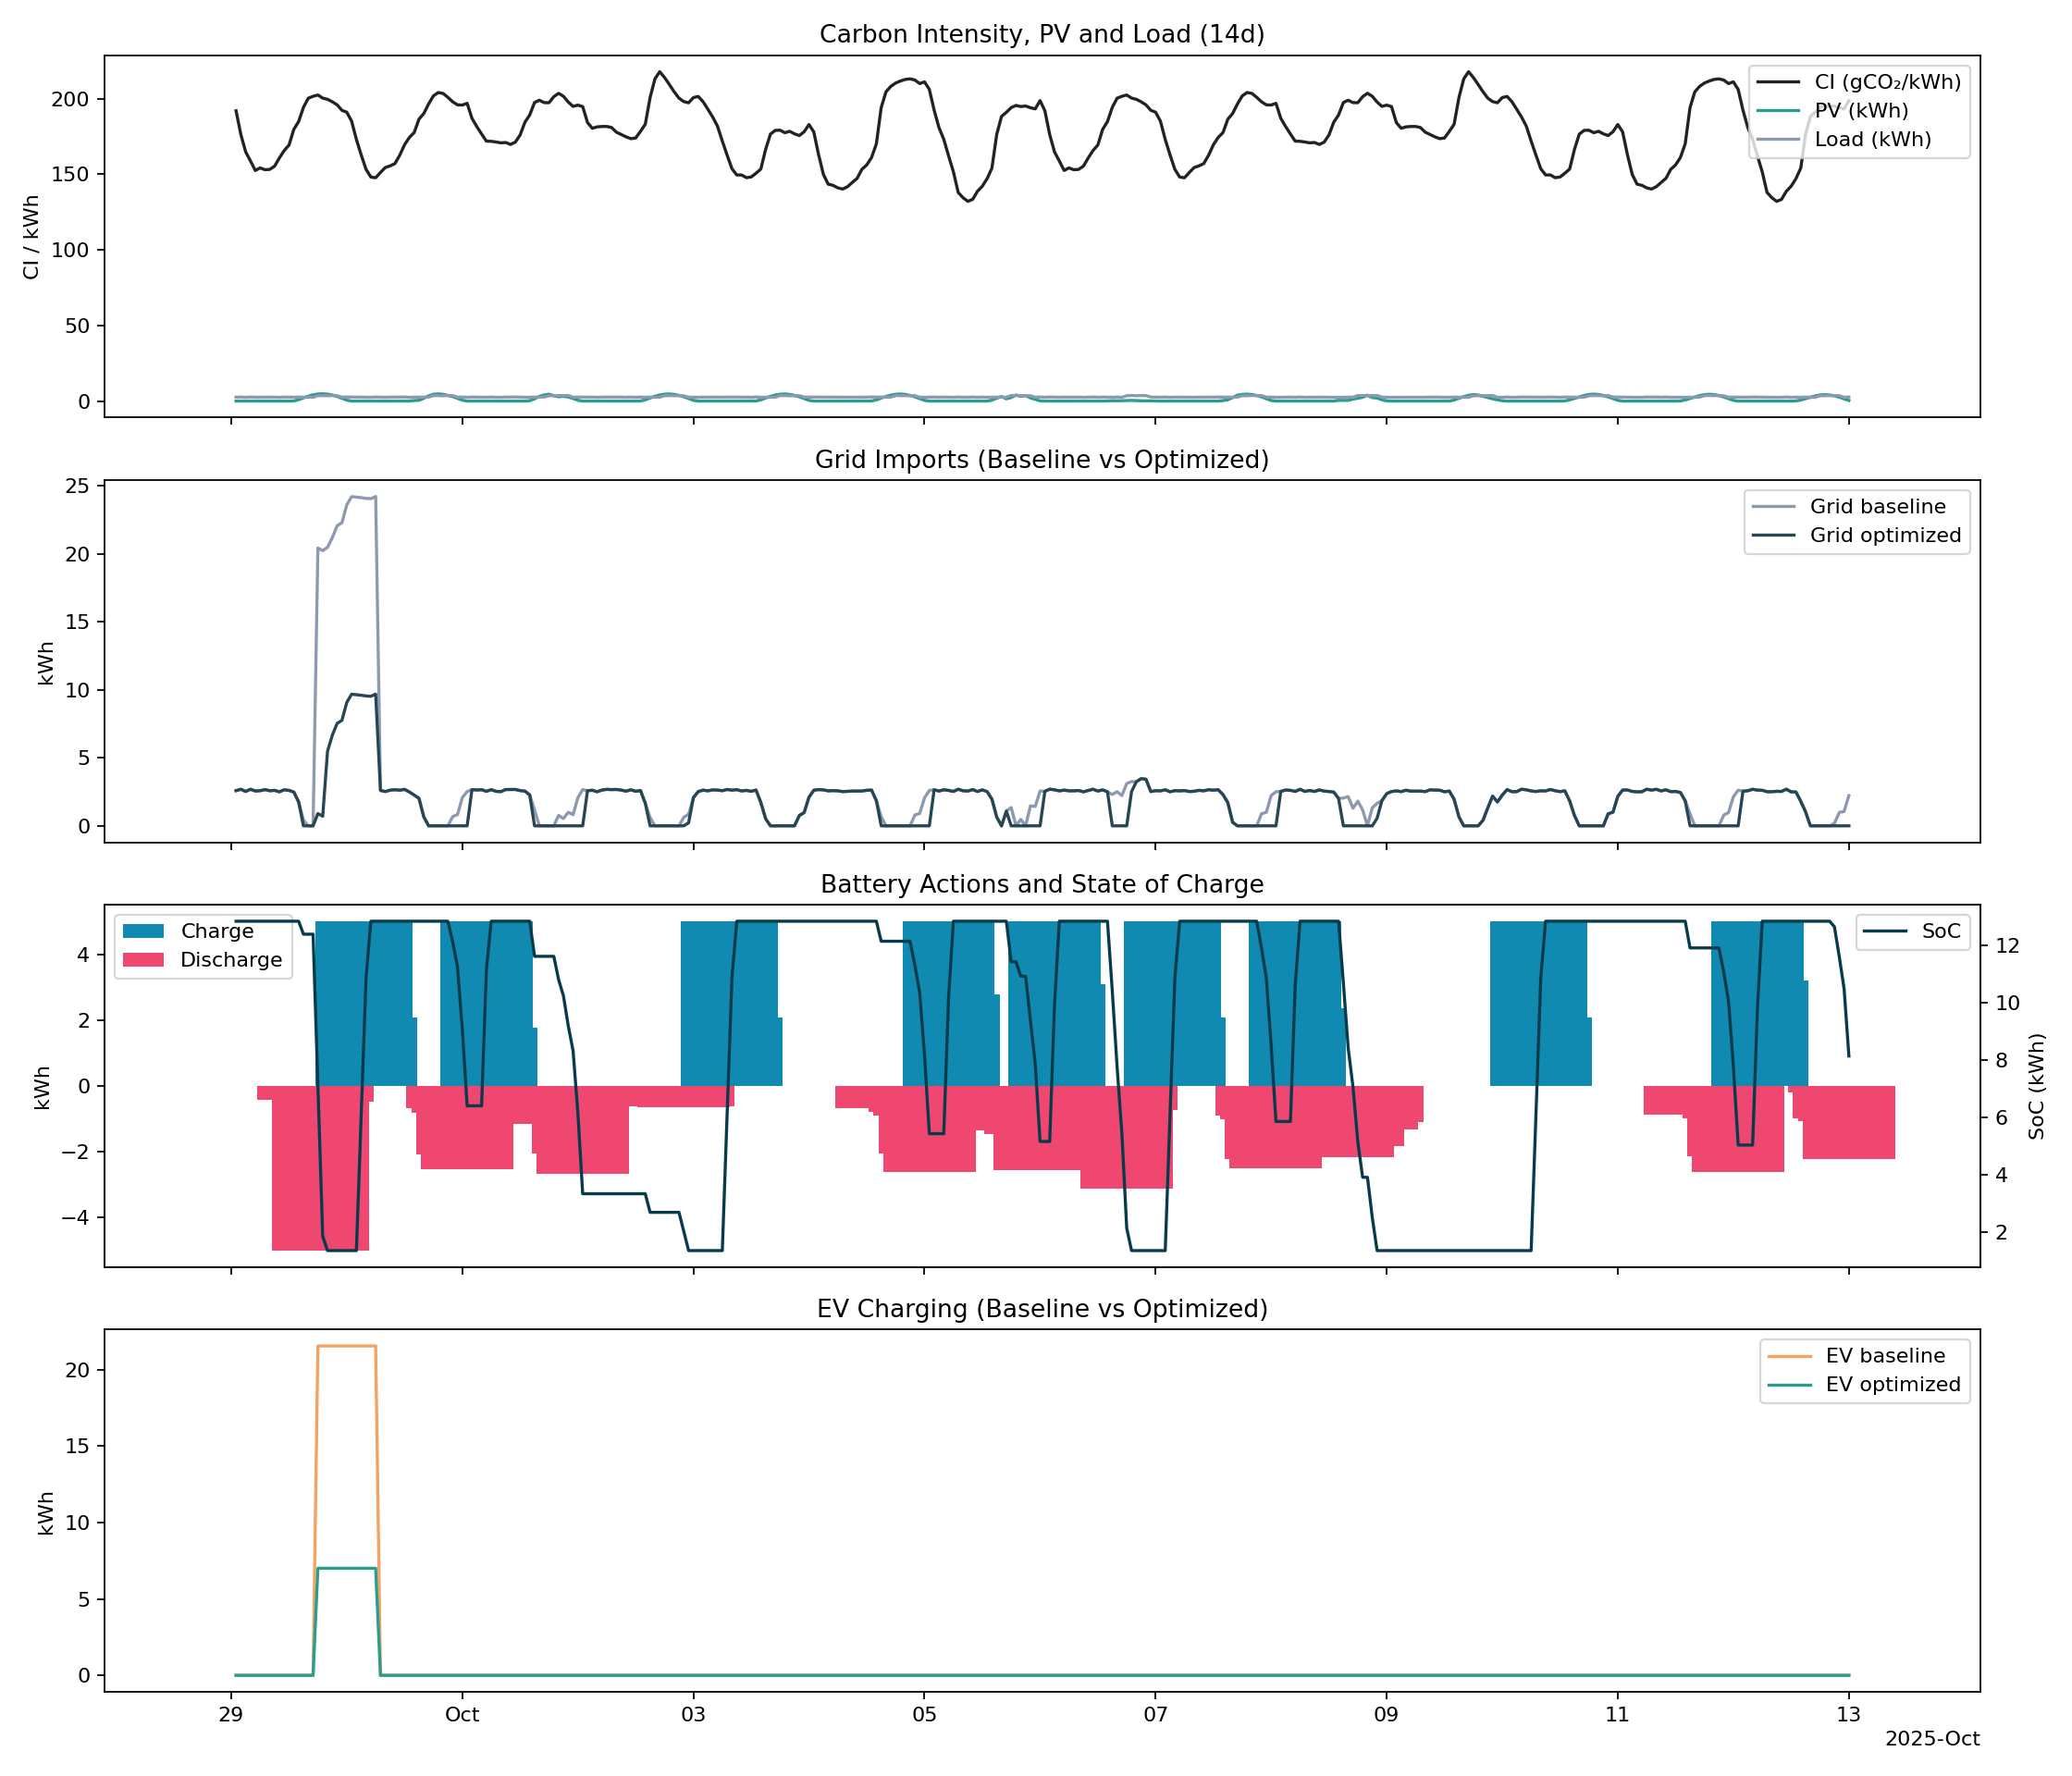 Carbon Intensity, PV and Load (14d)
CI / kWh
200
150
100
50
0
CI (gCO₂/kWh)
PV (kWh)
Load (kWh)
Grid Imports (Baseline vs Optimized)
kWh
25
20
15
10
5
0
Grid baseline
Grid optimized
Battery Actions and State of Charge
kWh
4
2
0
−2
−4
Charge
Discharge
SoC
12
10
8
6
4
2
SoC (kWh)
EV Charging (Baseline vs Optimized)
kWh
20
15
10
5
0
EV baseline
EV optimized
29 Oct 03 05 07 09 11 13
2025-Oct